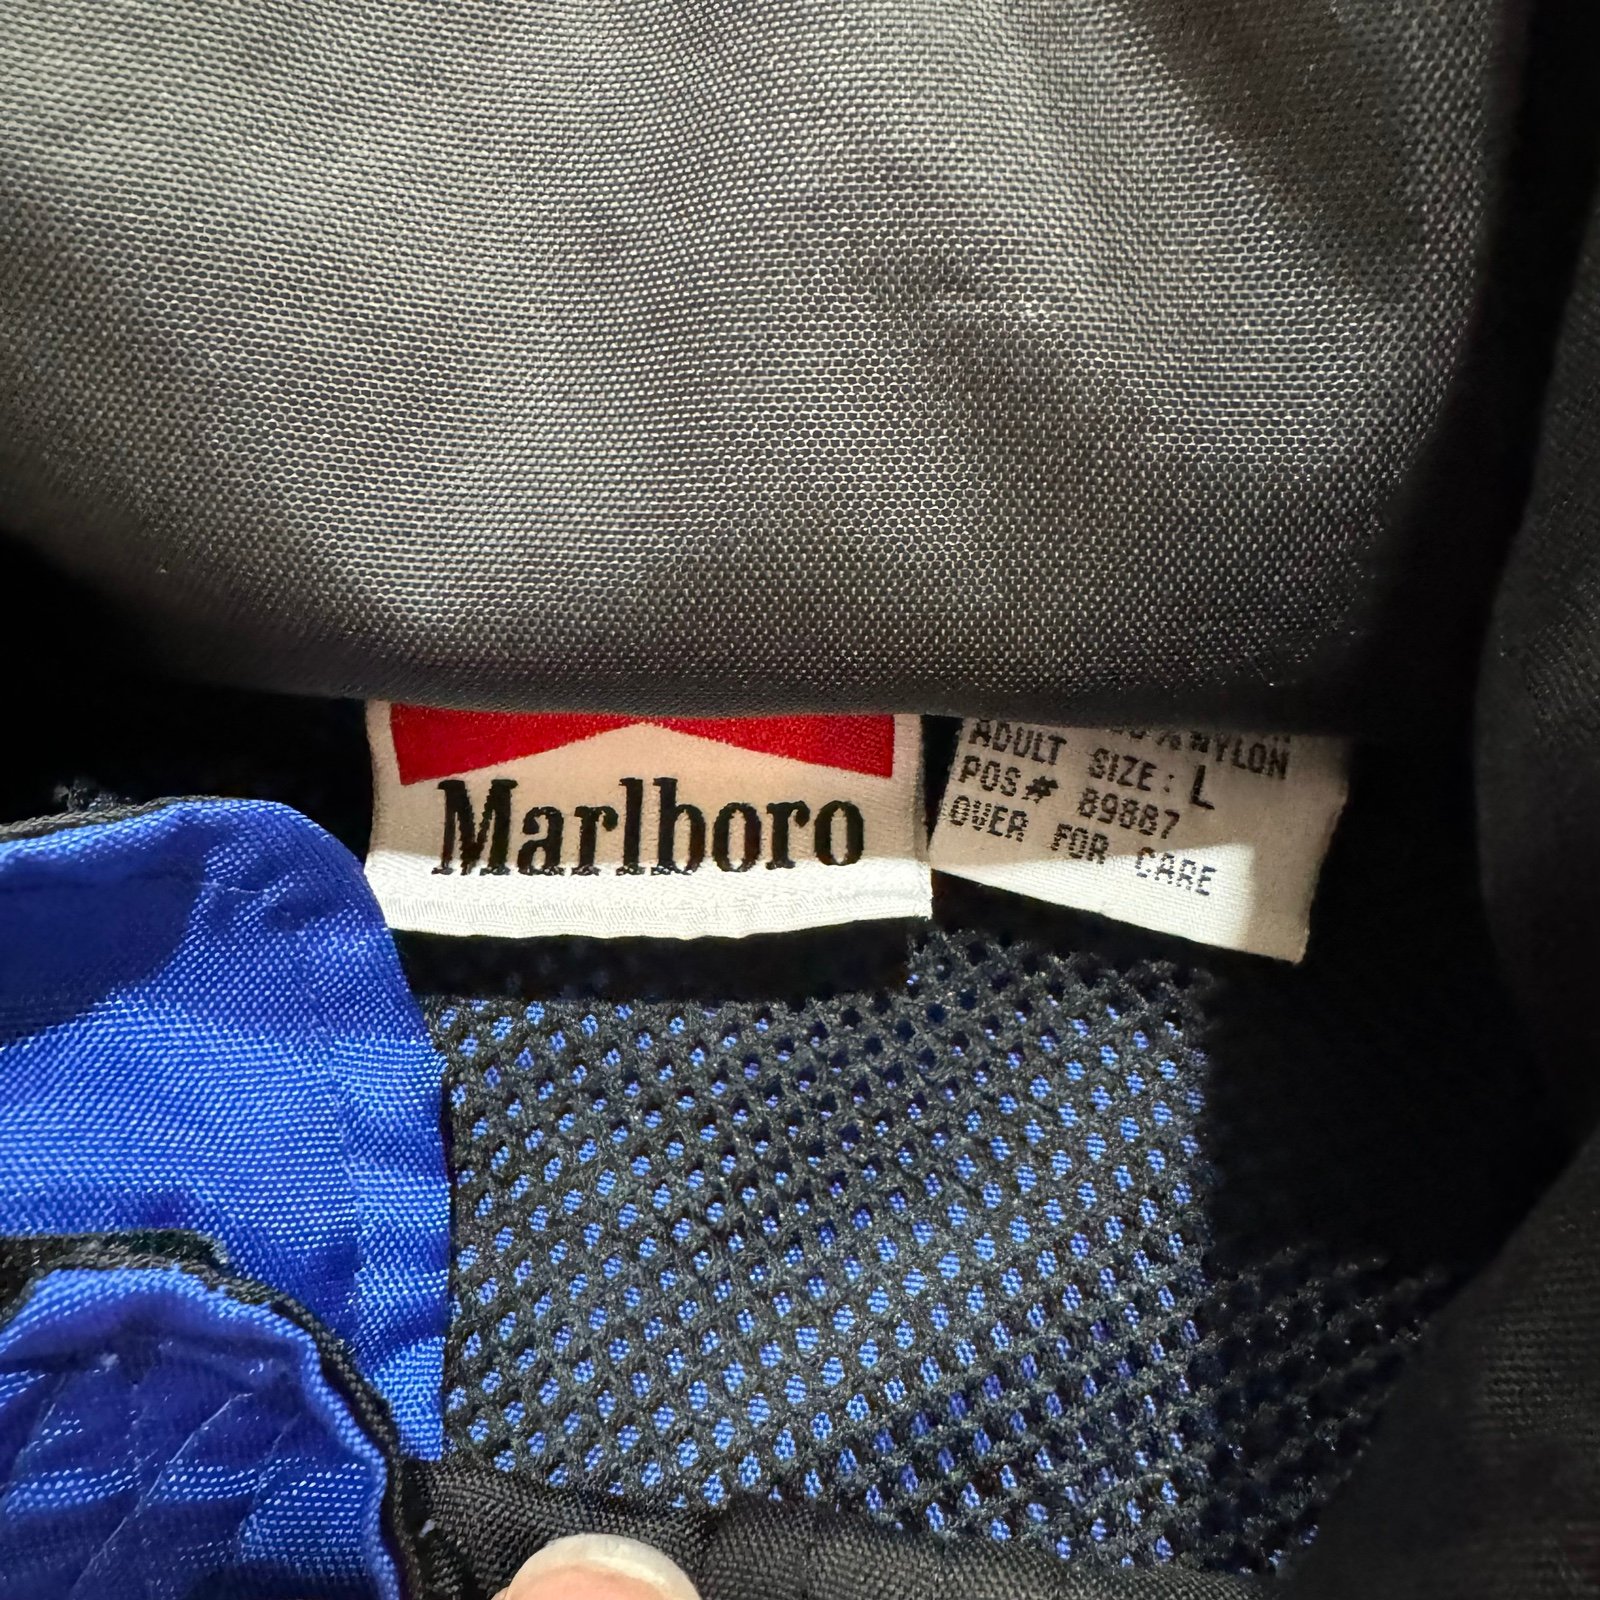 Marlboro
% NYLON
ADULT SIZE: L
POS# 89887
OVER FOR CARE